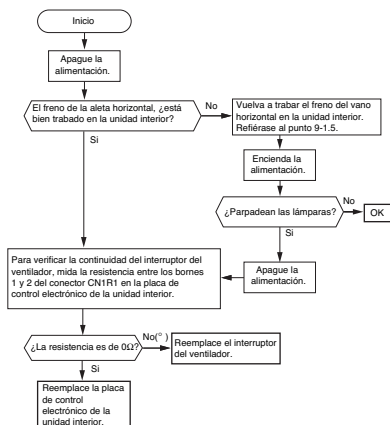 Inicio
Apague la
alimentación.
El freno de la aleta horizontal, ¿está
bien trabado en la unidad interior?
No
Vuelva a trabar el freno del vano
horizontal en la unidad interior.
Refiérase al punto 9-1.5.
Si
Encienda la
alimentación.
¿Parpadean las lámparas?
No
OK
Si
Para verificar la continuidad del interruptor del
ventilador, mida la resistencia entre los bornes
1 y 2 del conector CN1R1 en la placa de
control electrónico de la unidad interior.
Apague la
alimentación.
¿La resistencia es de 0Ω?
No(° )
Reemplace el interruptor
del ventilador.
Si
Reemplace la placa
de control
electrónico de la
unidad interior.